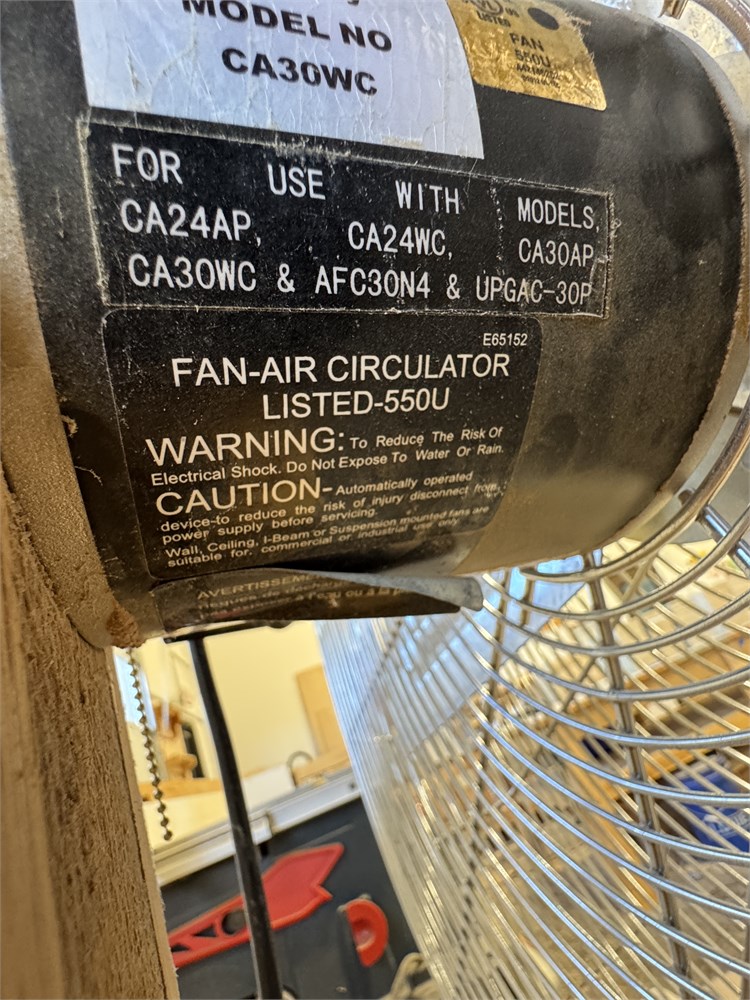 MODEL NO
CA30WC
LISTED
FAN
550U
FOR USE WITH MODELS,
CA24AP, CA24WC, CA30AP
CA30WC & AFC30N4 & UPGAC-30P
E65152
FAN-AIR CIRCULATOR
LISTED-550U
WARNING: To Reduce The Risk Of
Electrical Shock. Do Not Expose To Water Or Rain.
CAUTION-Automatically operated
device-to reduce the risk of injury disconnect from
power supply before servicing.
Wall, Ceiling, I-Beam or Suspension mounted fans are
suitable for commercial or industrial use only